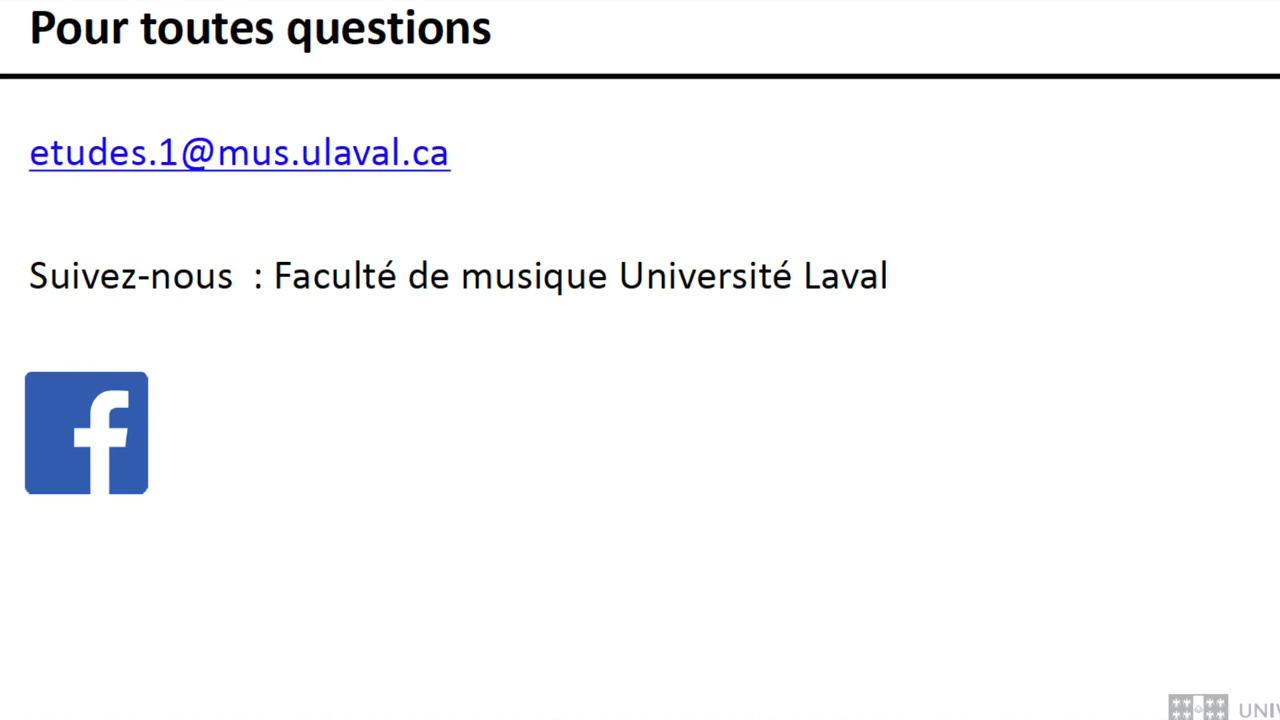 Pour toutes questions
etudes.1@mus.ulaval.ca
Suivez-nous : Faculté de musique Université Laval